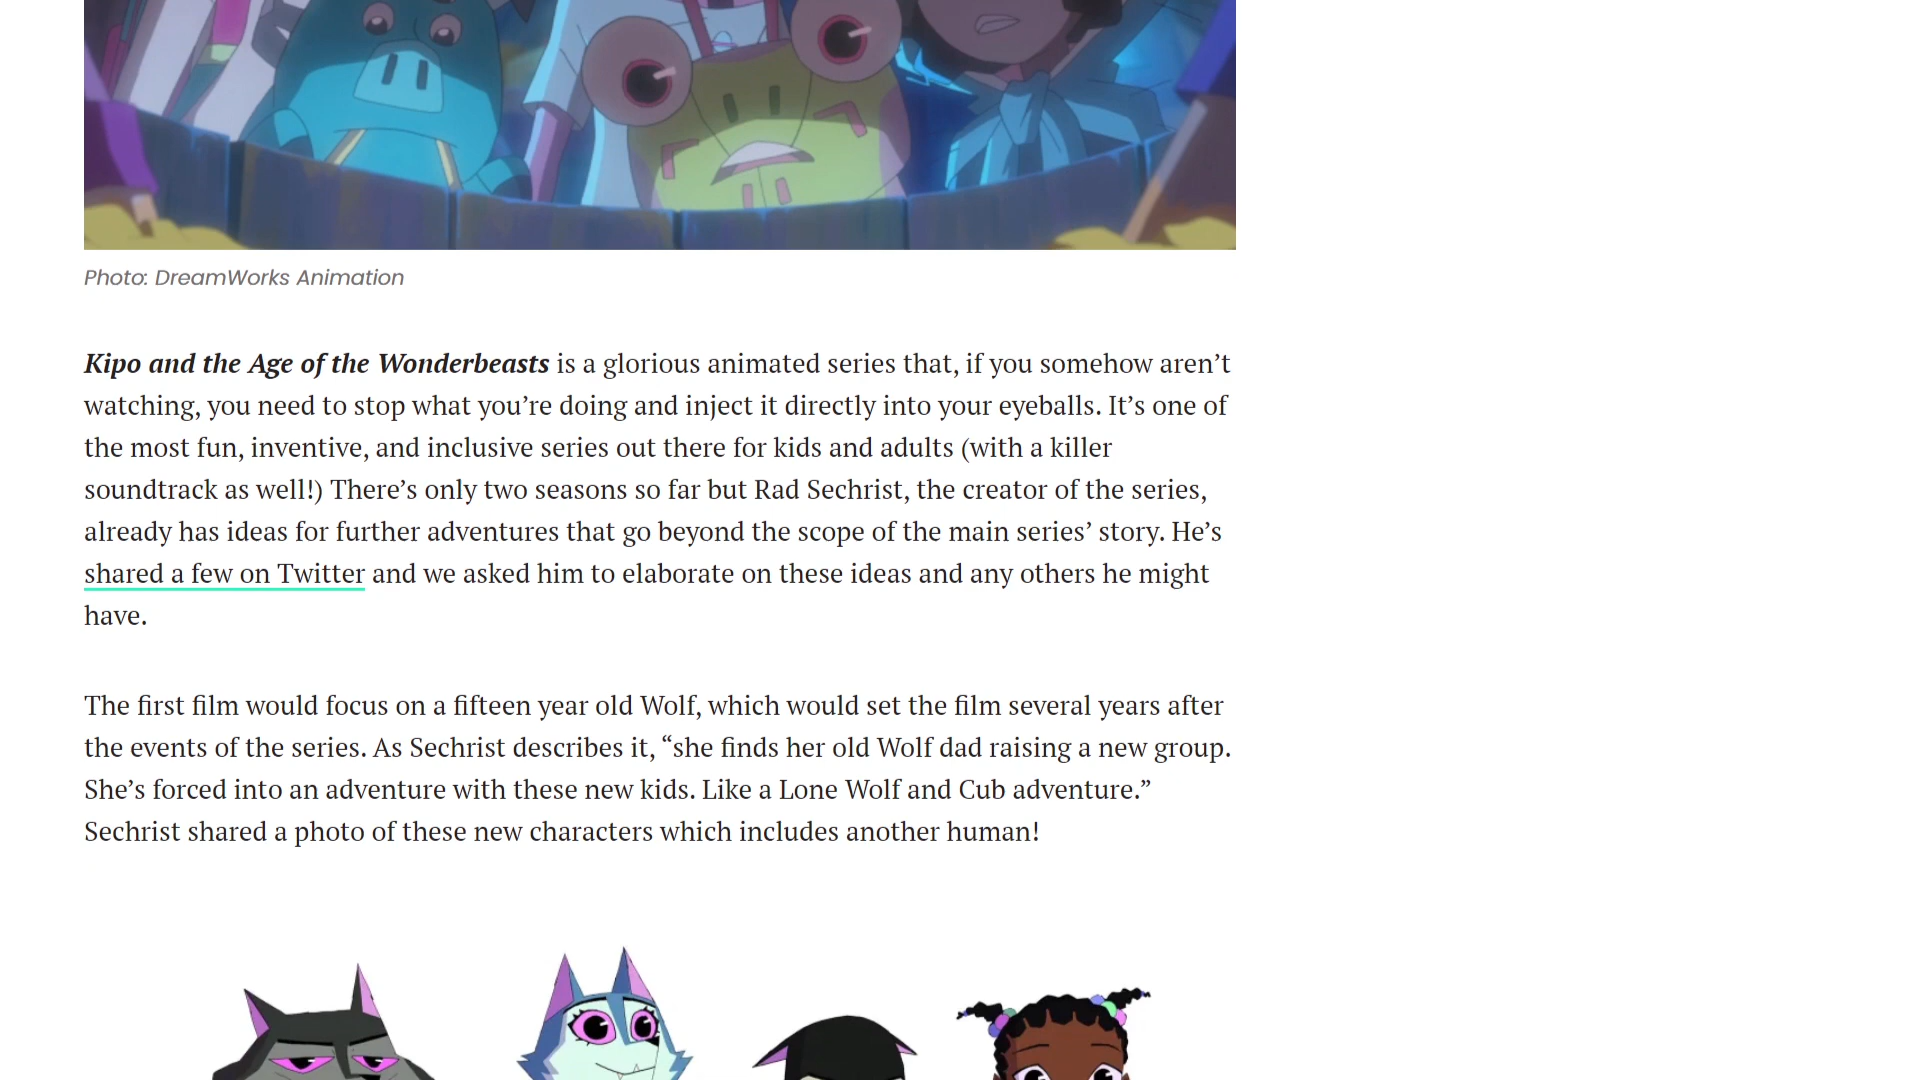 Photo: DreamWorks Animation
Kipo and the Age of the Wonderbeasts is a glorious animated series that, if you somehow aren’t
watching, you need to stop what you’re doing and inject it directly into your eyeballs. It’s one of
the most fun, inventive, and inclusive series out there for kids and adults (with a killer
soundtrack as well!) There’s only two seasons so far but Rad Sechrist, the creator of the series,
already has ideas for further adventures that go beyond the scope of the main series’ story. He’s
shared a few on Twitter and we asked him to elaborate on these ideas and any others he might
have.
The first film would focus on a fifteen year old Wolf, which would set the film several years after
the events of the series. As Sechrist describes it, “she finds her old Wolf dad raising a new group.
She’s forced into an adventure with these new kids. Like a Lone Wolf and Cub adventure.”
Sechrist shared a photo of these new characters which includes another human!